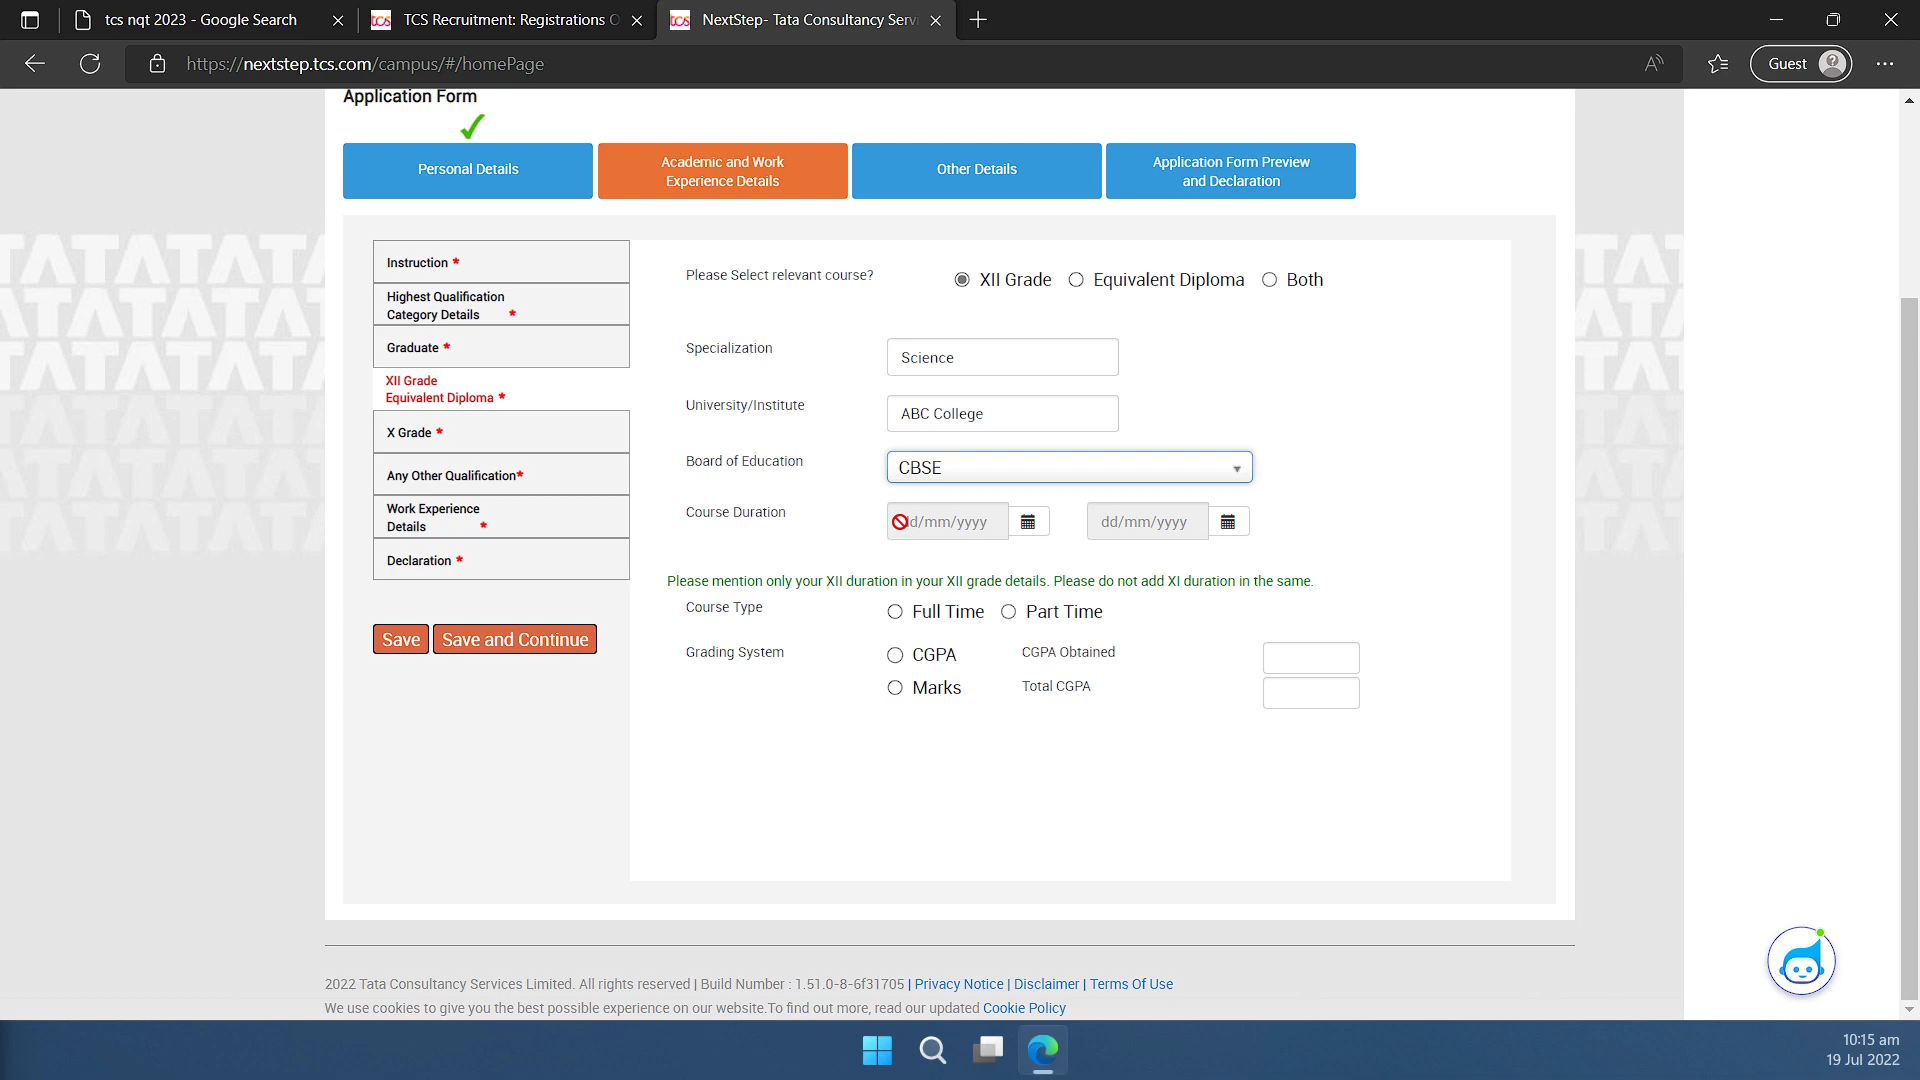 tcs nqt 2023 - Google Search
TCS Recruitment: Registrations O
NextStep- Tata Consultancy Serv
https://nextstep.tcs.com/campus/#/homePage
Guest
Application Form
Personal Details
Academic and Work
Experience Details
Other Details
Application Form Preview
and Declaration
Instruction *
Highest Qualification
Category Details *
Graduate *
XII Grade
Equivalent Diploma *
X Grade *
Any Other Qualification*
Work Experience
Details *
Declaration *
Save Save and Continue
Please Select relevant course? XII Grade Equivalent Diploma Both
Specialization Science
University/Institute ABC College
Board of Education CBSE
Course Duration d/mm/yyyy dd/mm/yyyy
Please mention only your XII duration in your XII grade details. Please do not add XI duration in the same.
Course Type Full Time Part Time
Grading System CGPA CGPA Obtained
Marks Total CGPA
2022 Tata Consultancy Services Limited. All rights reserved | Build Number : 1.51.0-8-6f31705 | Privacy Notice | Disclaimer | Terms Of Use
We use cookies to give you the best possible experience on our website.To find out more, read our updated Cookie Policy
10:15 am
19 Jul 2022